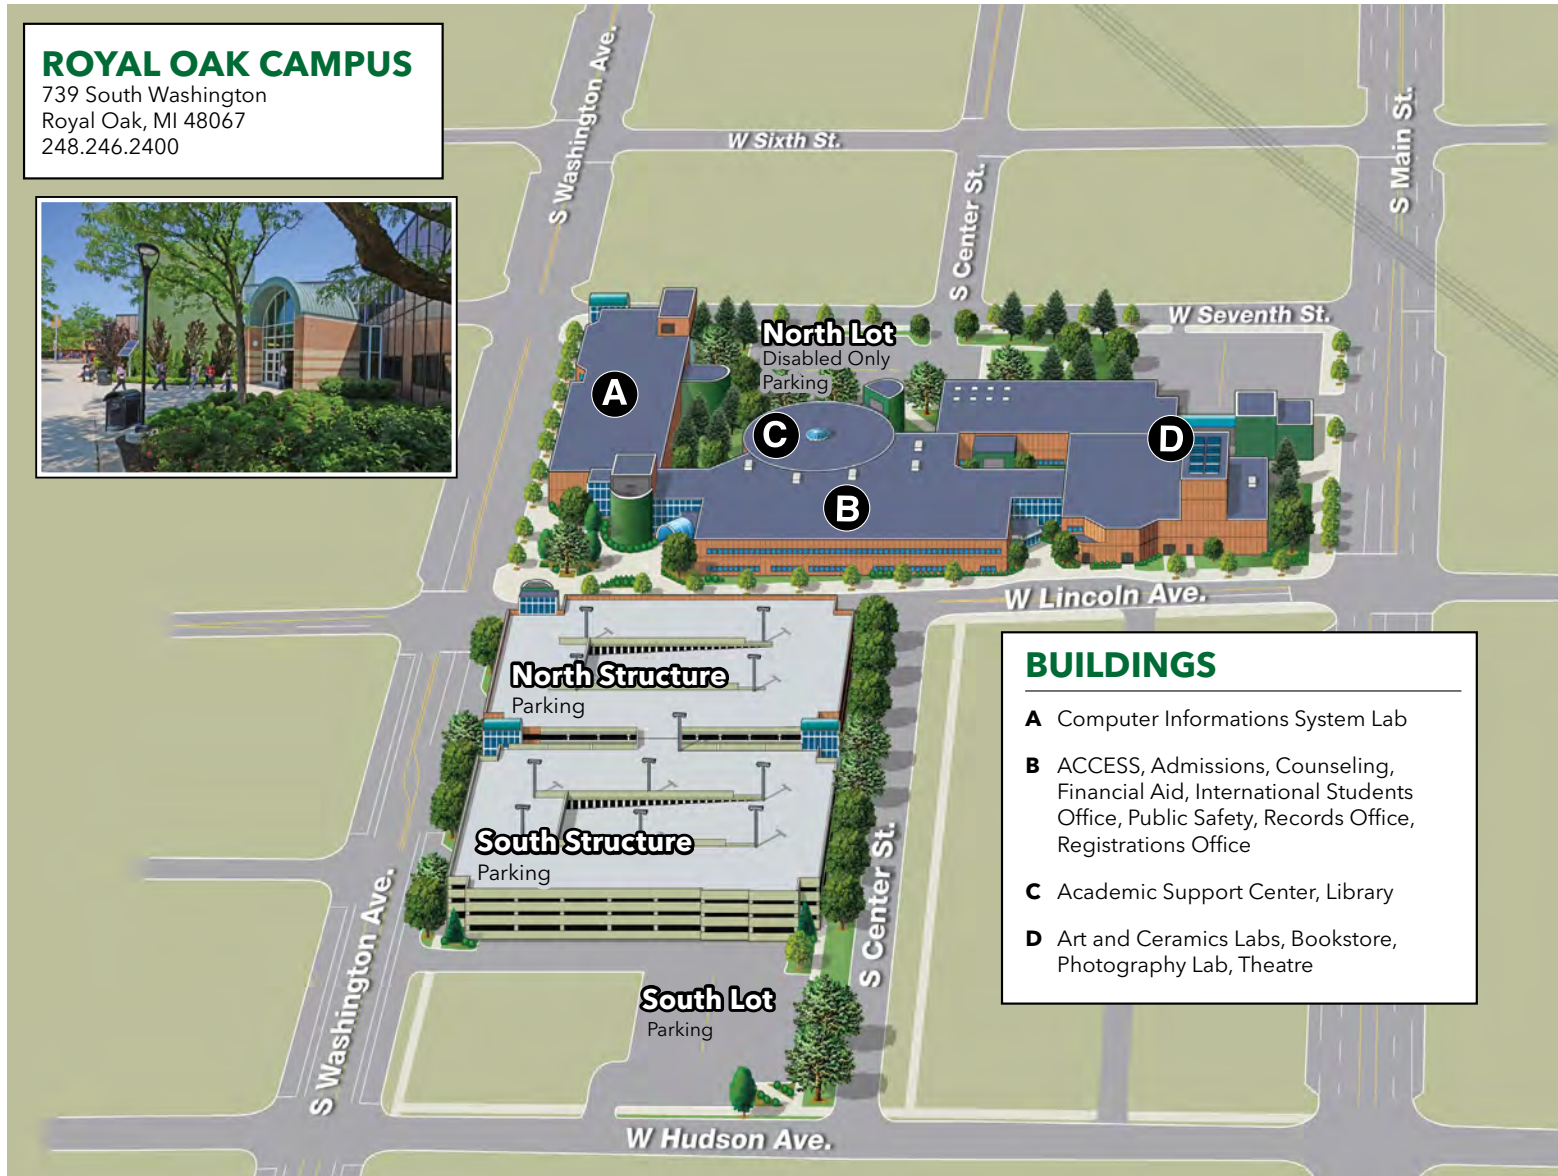 ROYAL OAK CAMPUS
739 South Washington
Royal Oak, MI 48067
248.246.2400
S Washington Ave.
W Sixth St.
S Center St.
S Main St.
W Seventh St.
North Lot
Disabled Only
Parking
A
C
D
B
W Lincoln Ave.
North Structure
Parking
South Structure
Parking
S Washington Ave.
S Center St.
South Lot
Parking
W Hudson Ave.
BUILDINGS
A Computer Informations System Lab
B ACCESS, Admissions, Counseling,
Financial Aid, International Students
Office, Public Safety, Records Office,
Registrations Office
C Academic Support Center, Library
D Art and Ceramics Labs, Bookstore,
Photography Lab, Theatre